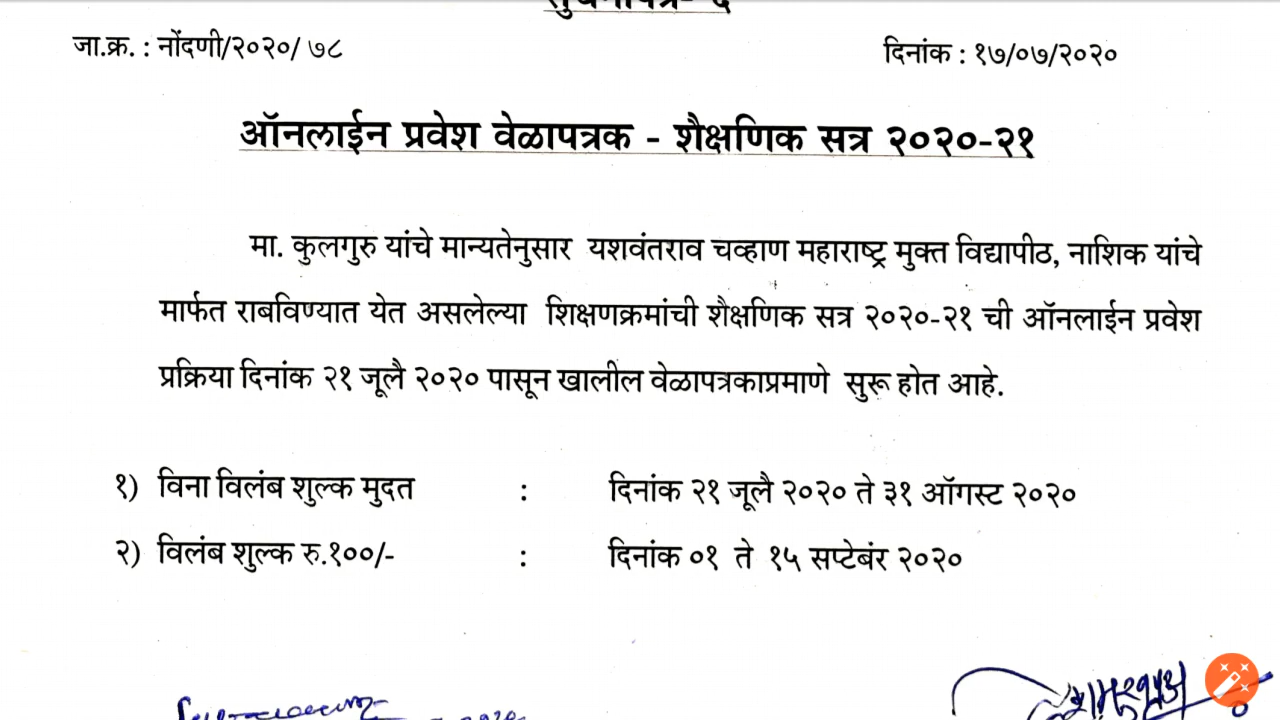 जा.क्र. : नोंदणी/२०२०/ ७८ दिनांक : १७/०७/२०२०
ऑनलाईन प्रवेश वेळापत्रक - शैक्षणिक सत्र २०२०-२१
मा. कुलगुरु यांचे मान्यतेनुसार यशवंतराव चव्हाण महाराष्ट्र मुक्त विद्यापीठ, नाशिक यांचे
मार्फत राबविण्यात येत असलेल्या शिक्षणक्रमांची शैक्षणिक सत्र २०२०-२१ ची ऑनलाईन प्रवेश
प्रक्रिया दिनांक २१ जूलै २०२० पासून खालील वेळापत्रकाप्रमाणे सुरू होत आहे.
१) विना विलंब शुल्क मुदत : दिनांक २१ जूलै २०२० ते ३१ ऑगस्ट २०२०
२) विलंब शुल्क रु.१००/- : दिनांक ०१ ते १५ सप्टेबंर २०२०